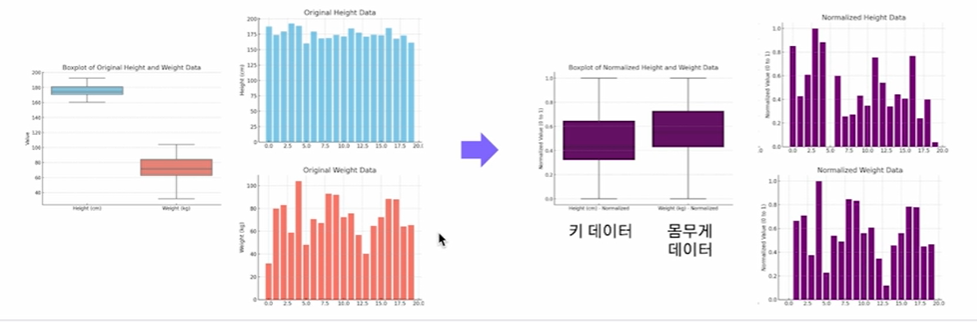 Boxplot of Original Height and Weight Data
Value
200
180
160
140
120
100
80
60
40
Height (cm)
Weight (kg)
Original Height Data
Height (cm)
200
175
150
125
100
75
50
25
0
0.0 2.5 5.0 7.5 10.0 12.5 15.0 17.5 20.0
Original Weight Data
Weight (kg)
100
80
60
40
20
0
0.0 2.5 5.0 7.5 10.0 12.5 15.0 17.5 20.0
Boxplot of Normalized Height and Weight Data
Normalized Value (0 to 1)
1.0
0.8
0.6
0.4
0.2
0.0
Height (cm) - Normalized
Weight (kg) - Normalized
키 데이터
몸무게
데이터
Normalized Height Data
Normalized Value (0 to 1)
1.0
0.8
0.6
0.4
0.2
0.0 2.5 5.0 7.5 10.0 12.5 15.0 17.5 20.0
Normalized Weight Data
Normalized Value (0 to 1)
1.0
0.8
0.6
0.4
0.2
0.0
0.0 2.5 5.0 7.5 10.0 12.5 15.0 17.5 20.0